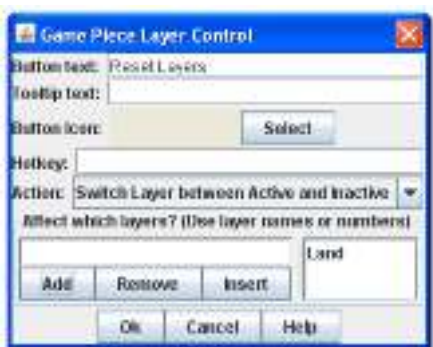 Game Piece Layer Control
Button text: Reset Layers
Tooltip text:
Button Icon: Select
Hotkey:
Action: Switch Layer between Active and Inactive
Affect which layers? (Use layer names or numbers)
Land
Add Remove Insert
Ok Cancel Help